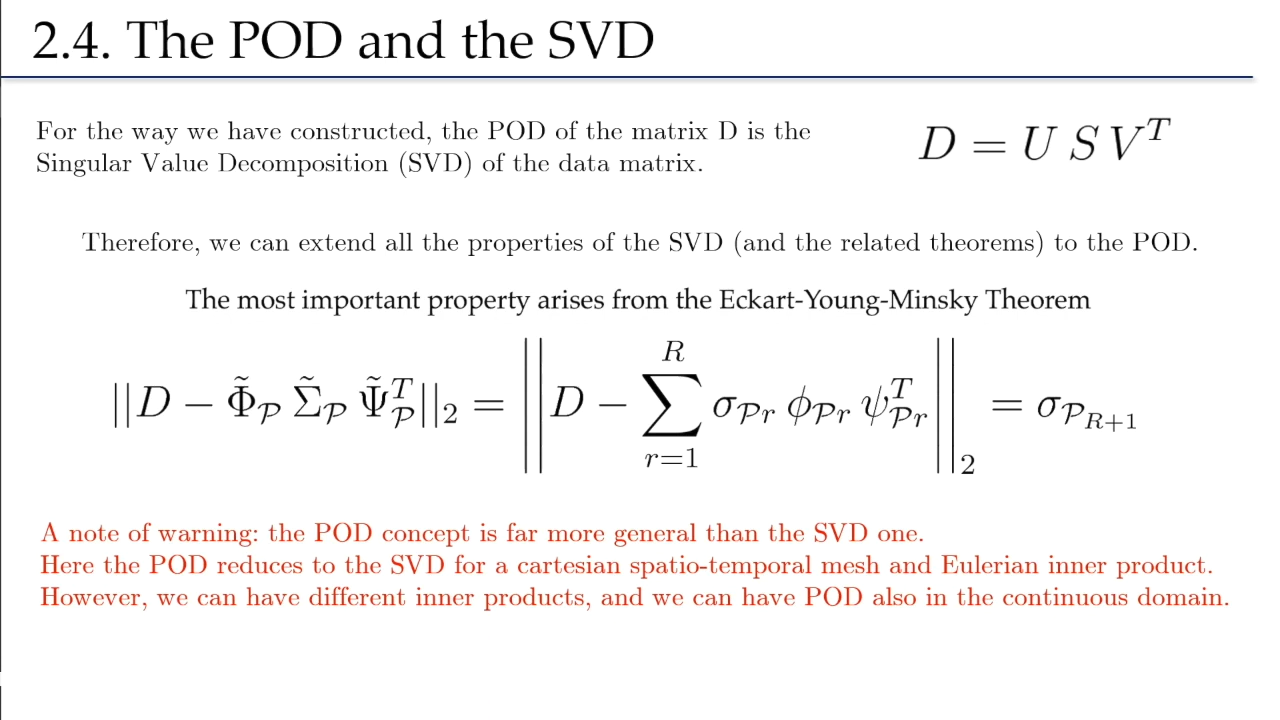 2.4. The POD and the SVD
For the way we have constructed, the POD of the matrix D is the
Singular Value Decomposition (SVD) of the data matrix.
D = U S V^T
Therefore, we can extend all the properties of the SVD (and the related theorems) to the POD.
The most important property arises from the Eckart-Young-Minsky Theorem
||D − Φ̃_𝒫 Σ̃_𝒫 Ψ̃_𝒫^T||_2 = ||D − ∑_{r=1}^{R} σ_{𝒫r} ϕ_{𝒫r} ψ_{𝒫r}^T||_2 = σ_{𝒫_{R+1}}
A note of warning: the POD concept is far more general than the SVD one.
Here the POD reduces to the SVD for a cartesian spatio-temporal mesh and Eulerian inner product.
However, we can have different inner products, and we can have POD also in the continuous domain.